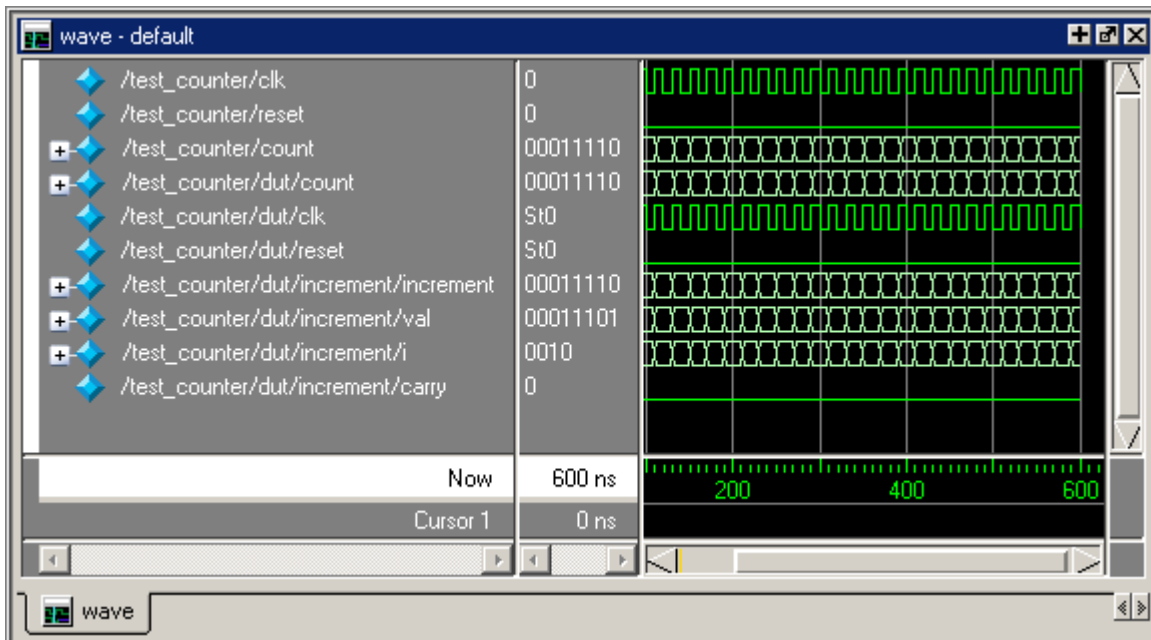 wave - default
/test_counter/clk 0
/test_counter/reset 0
/test_counter/count 00011110
/test_counter/dut/count 00011110
/test_counter/dut/clk St0
/test_counter/dut/reset St0
/test_counter/dut/increment/increment 00011110
/test_counter/dut/increment/val 00011101
/test_counter/dut/increment/i 0010
/test_counter/dut/increment/carry 0
Now 600 ns 200 400 600
Cursor 1 0 ns
wave